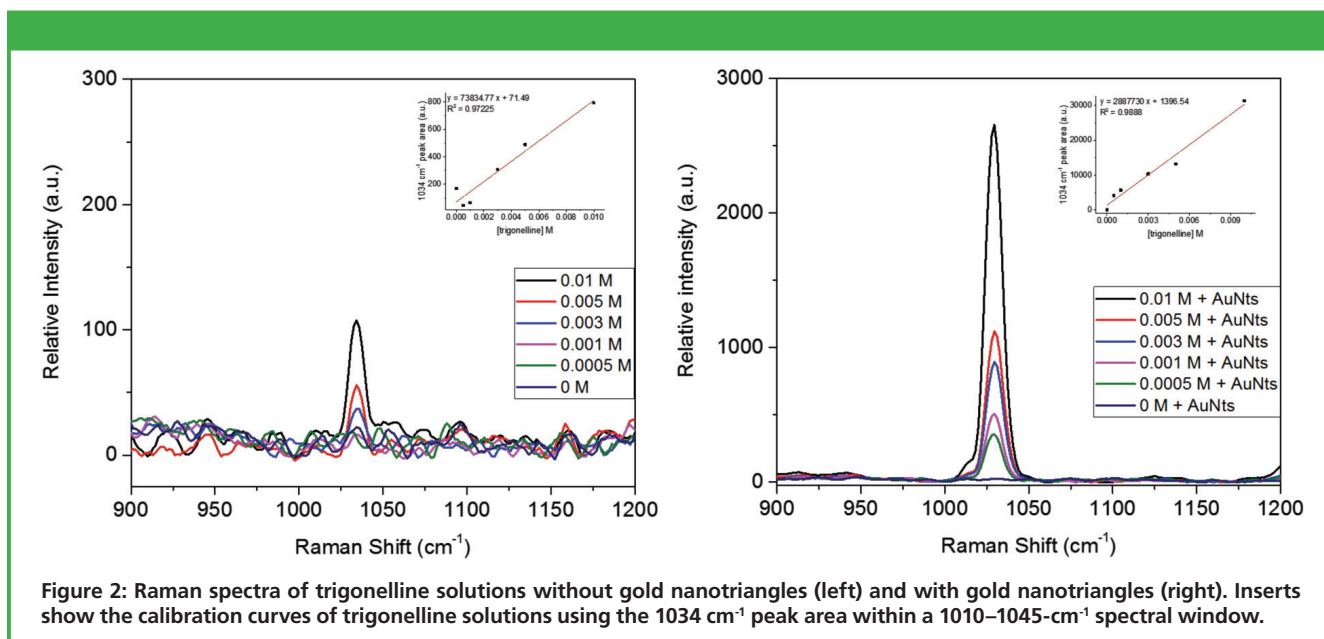 300
200
100
0
Relative Intensity (a.u.)
900 950 1000 1050 1100 1150 1200
Raman Shift (cm⁻¹)
y = 73834.77 x + 71.49
R² = 0.97225
800
600
400
200
1034 cm⁻¹ peak area (a.u.)
0.000 0.002 0.004 0.006 0.008 0.010
[trigonelline] M
0.01 M
0.005 M
0.003 M
0.001 M
0.0005 M
0 M
3000
2000
1000
0
Relative intensity (a.u.)
900 950 1000 1050 1100 1150 1200
Raman Shift (cm⁻¹)
y = 2887730 x + 1396.54
R² = 0.9888
30000
20000
10000
0
1034 cm⁻¹ peak area (a.u.)
0.000 0.003 0.006 0.009
[trigonelline] M
0.01 M + AuNts
0.005 M + AuNts
0.003 M + AuNts
0.001 M + AuNts
0.0005 M + AuNts
0 M + AuNts
Figure 2: Raman spectra of trigonelline solutions without gold nanotriangles (left) and with gold nanotriangles (right). Inserts
show the calibration curves of trigonelline solutions using the 1034 cm⁻¹ peak area within a 1010–1045-cm⁻¹ spectral window.